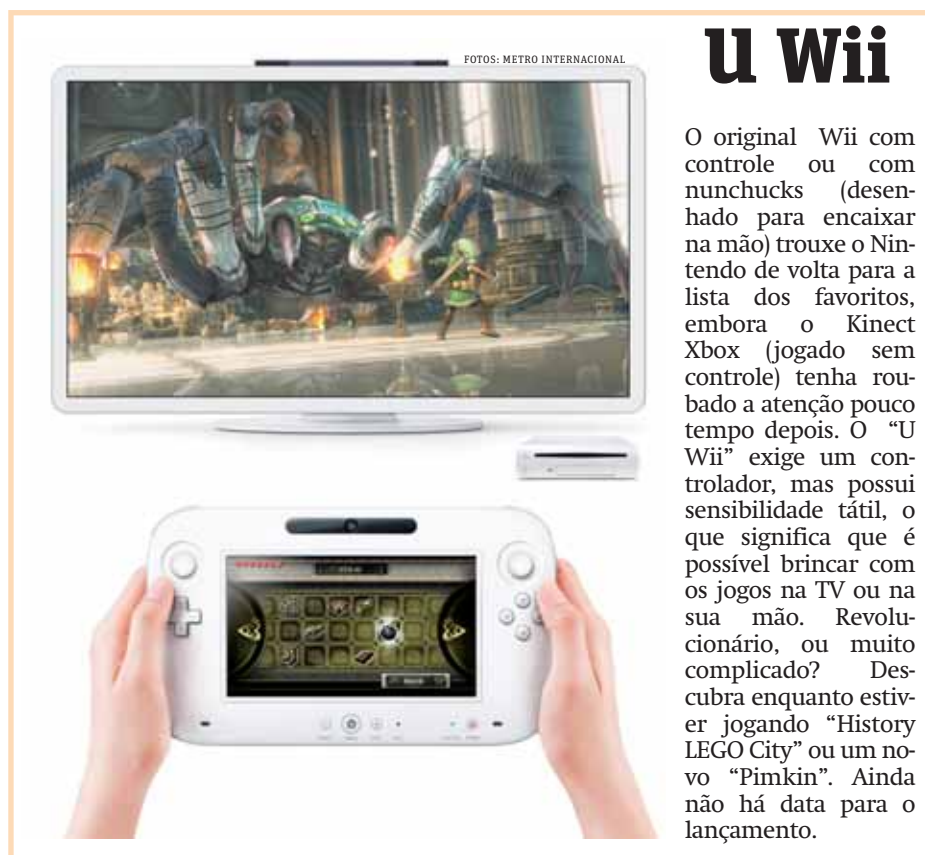 FOTOS: METRO INTERNACIONAL
U Wii
O original Wii com
controle ou com
nunchucks (desen-
hado para encaixar
na mão) trouxe o Nin-
tendo de volta para a
lista dos favoritos,
embora o Kinect
Xbox (jogado sem
controle) tenha rou-
bado a atenção pouco
tempo depois. O “U
Wii” exige um con-
trolador, mas possui
sensibilidade tátil, o
que significa que é
possível brincar com
os jogos na TV ou na
sua mão. Revolu-
cionário, ou muito
complicado? Des-
cubra enquanto estiv-
er jogando “History
LEGO City” ou um no-
vo “Pimkin”. Ainda
não há data para o
lançamento.